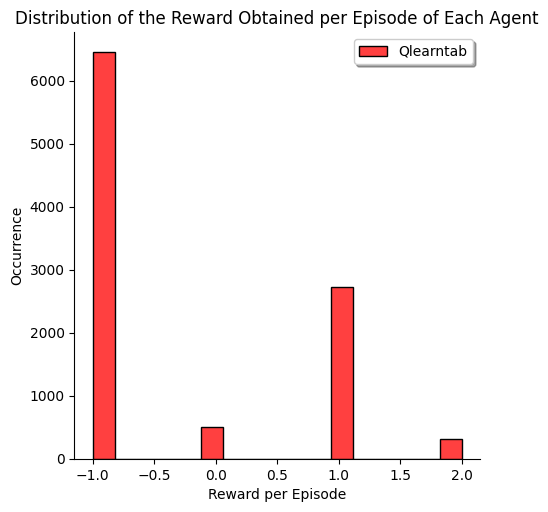 Distribution of the Reward Obtained per Episode of Each Agent
Qlearntab
Occurrence
6000
5000
4000
3000
2000
1000
0
−1.0 −0.5 0.0 0.5 1.0 1.5 2.0
Reward per Episode